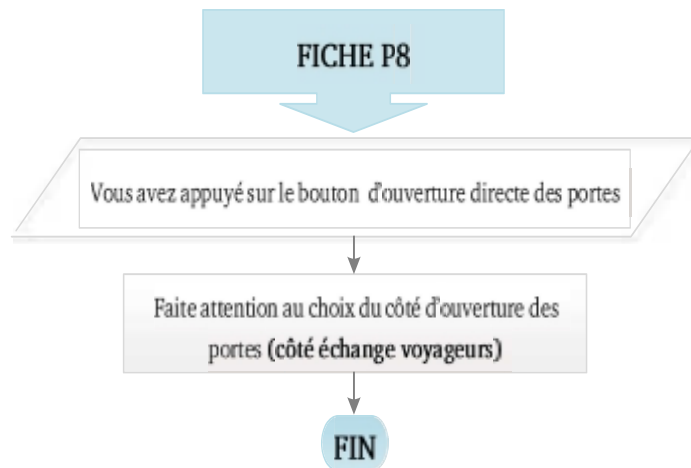 FICHE P8
Vous avez appuyé sur le bouton d'ouverture directe des portes
Faite attention au choix du côté d'ouverture des
portes (côté échange voyageurs)
FIN